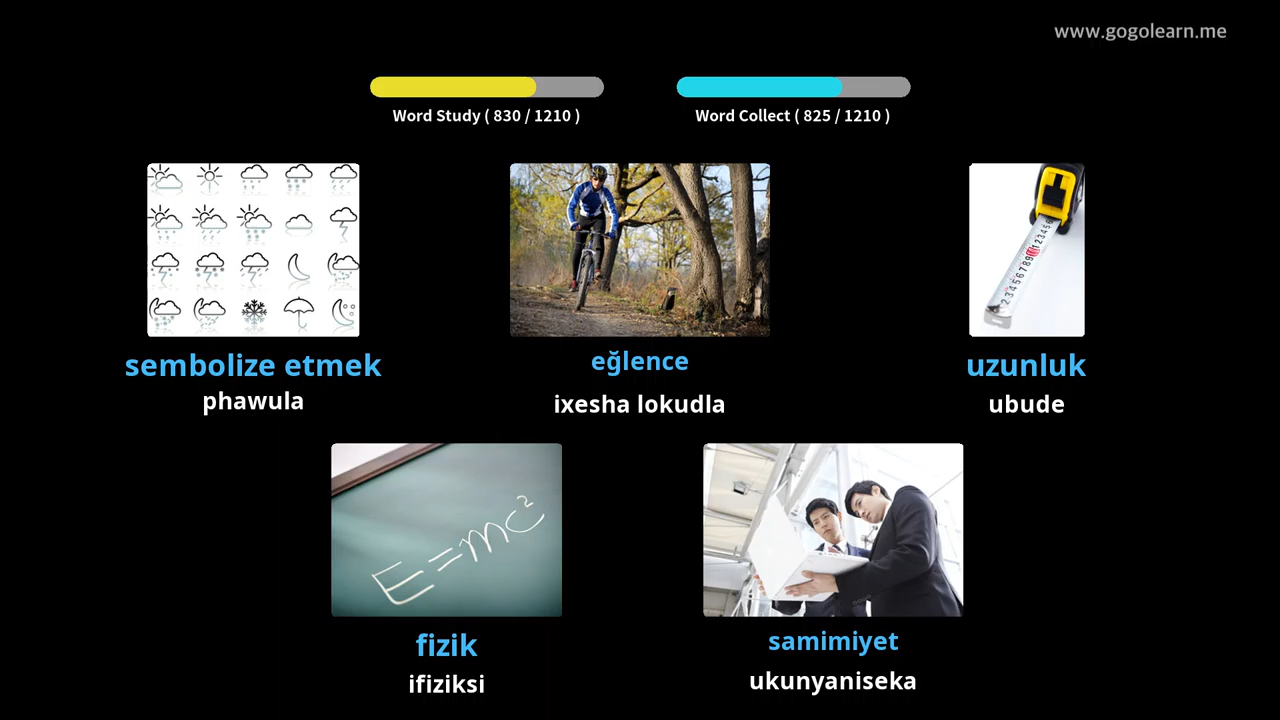 www.gogolearn.me
Word Study ( 830 / 1210 )
Word Collect ( 825 / 1210 )
sembolize etmek
phawula
eğlence
ixesha lokudla
uzunluk
ubude
E=mc²
fizik
ifiziksi
samimiyet
ukunyaniseka